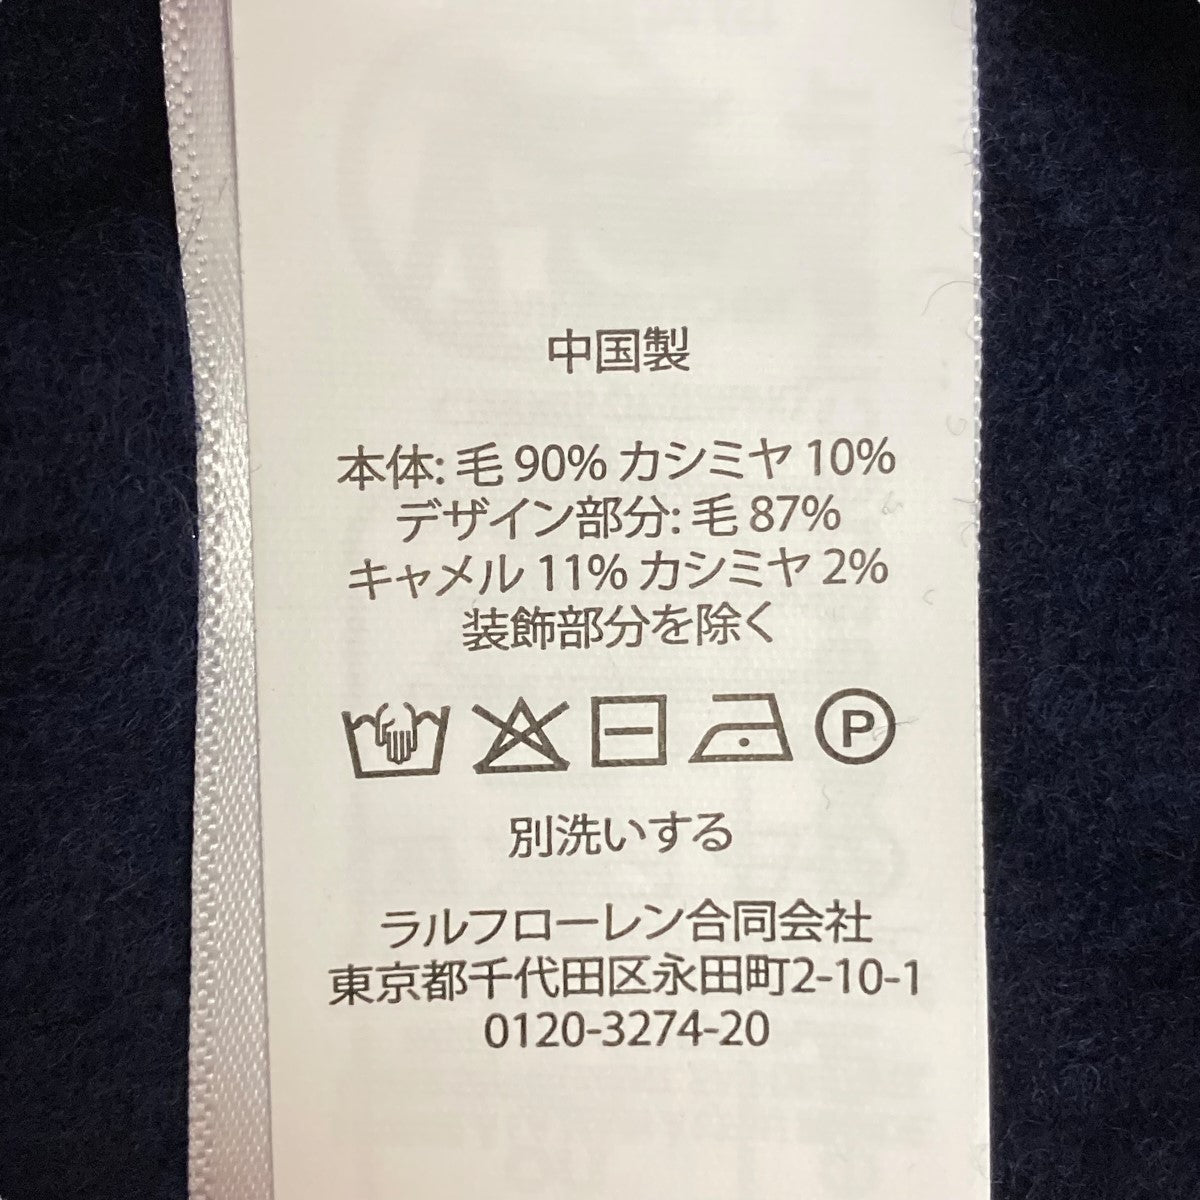 中国製
本体: 毛 90% カシミヤ 10%
デザイン部分: 毛 87%
キャメル 11% カシミヤ 2%
装飾部分を除く
P
別洗いする
ラルフローレン合同会社
東京都千代田区永田町2-10-1
0120-3274-20